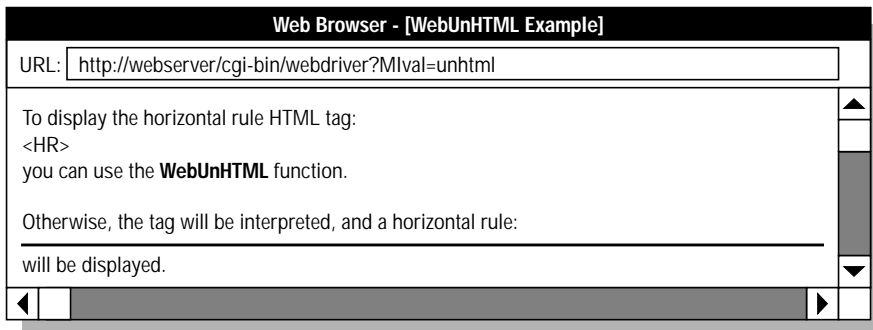 Web Browser - [WebUnHTML Example]
URL: http://webserver/cgi-bin/webdriver?MIval=unhtml
To display the horizontal rule HTML tag:
<HR>
you can use the WebUnHTML function.
Otherwise, the tag will be interpreted, and a horizontal rule:
will be displayed.